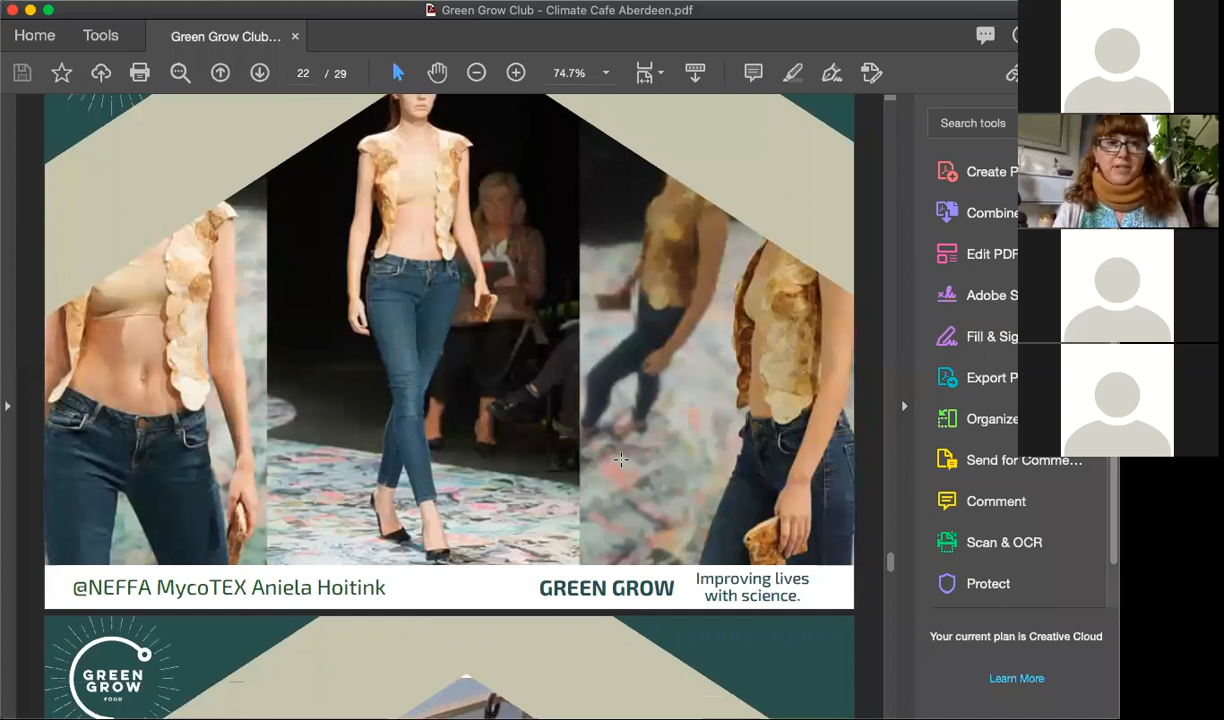 Green Grow Club - Climate Cafe Aberdeen.pdf
Home
Tools
Green Grow Club...
×
22 / 29
74.7%
Search tools
Create P
Combine
Edit PDF
Adobe S
Fill & Sig
Export P
Organize
Send for Comme...
Comment
Scan & OCR
Protect
Your current plan is Creative Cloud
Learn More
@NEFFA MycoTEX Aniela Hoitink
GREEN GROW
Improving lives
with science.
GREEN
GROW
FOOD